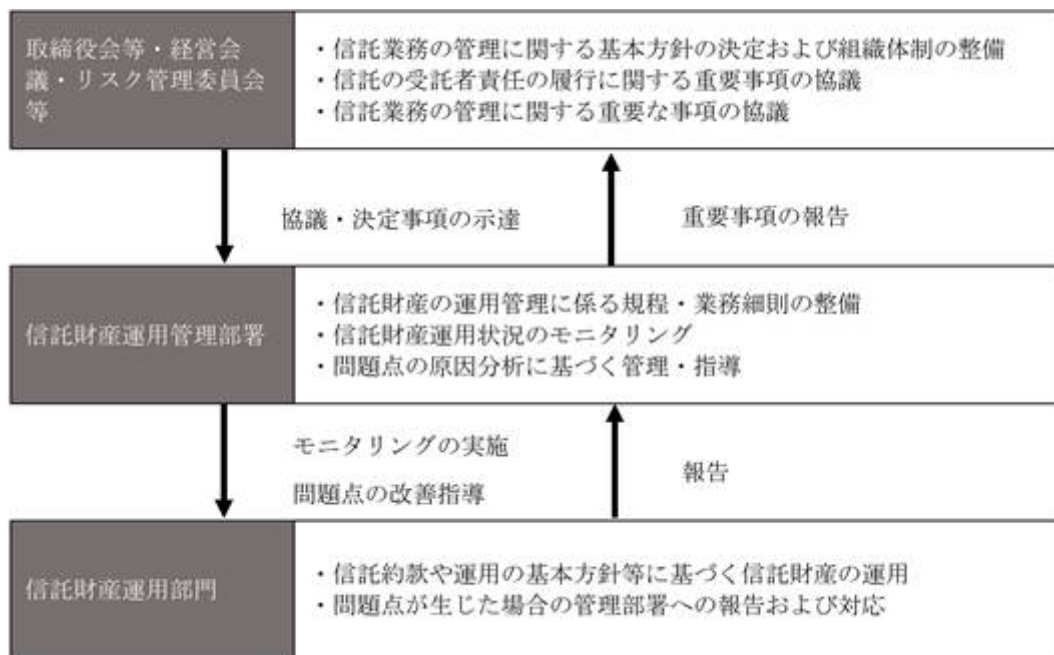 取締役会等・経営会
議・リスク管理委員会
等
・信託業務の管理に関する基本方針の決定および組織体制の整備
・信託の受託者責任の履行に関する重要事項の協議
・信託業務の管理に関する重要な事項の協議
協議・決定事項の示達
重要事項の報告
信託財産運用管理部署
・信託財産の運用管理に係る規程・業務細則の整備
・信託財産運用状況のモニタリング
・問題点の原因分析に基づく管理・指導
モニタリングの実施
問題点の改善指導
報告
信託財産運用部門
・信託約款や運用の基本方針等に基づく信託財産の運用
・問題点が生じた場合の管理部署への報告および対応